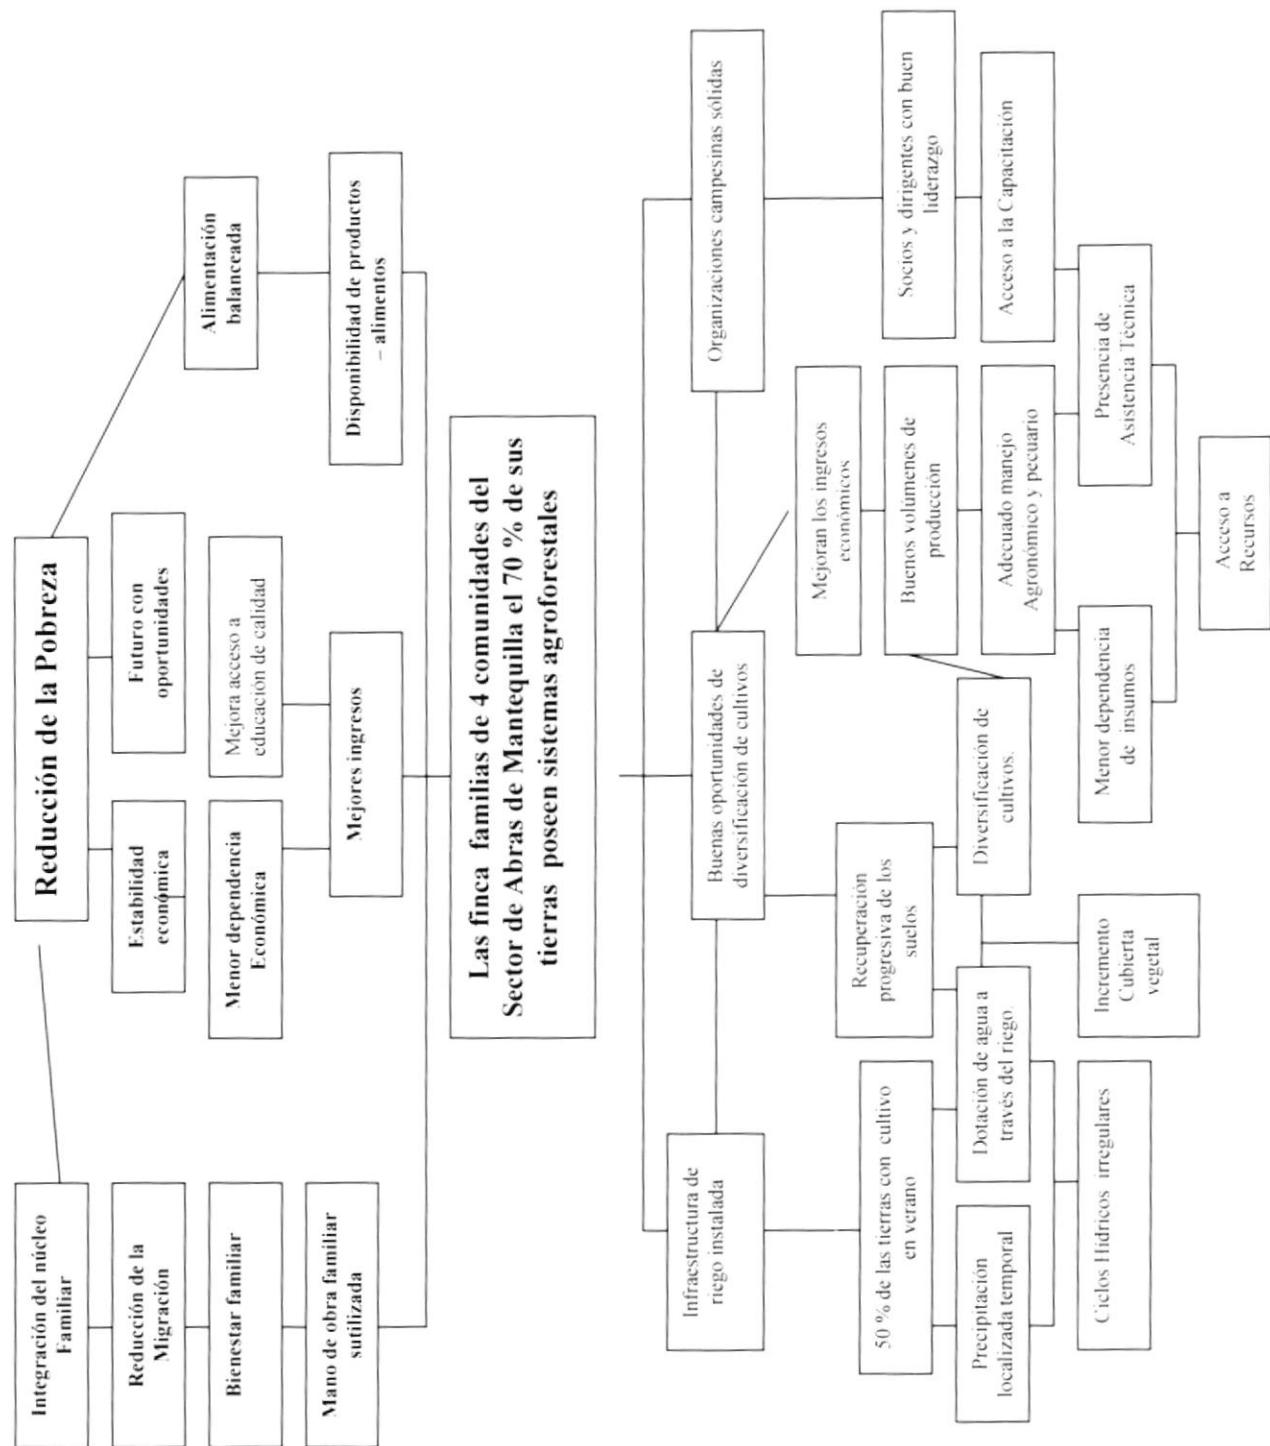 Reducción de la Pobreza
Integración del núcleo
Familiar
Estabilidad
económica
Futuro con
oportunidades
Reducción de la
Migración
Alimentación
balanceada
Bienestar familiar
Menor dependencia
Económica
Mejora acceso a
educación de calidad
Mano de obra familiar
sutilizada
Mejores ingresos
Disponibilidad de productos
– alimentos
Las finca familias de 4 comunidades del
Sector de Abras de Mantequilla el 70 % de sus
tierras poseen sistemas agroforestales
Infraestructura de
riego instalada
Buenas oportunidades de
diversificación de cultivos
Organizaciones campesinas sólidas
Mejoran los ingresos
económicos
50 % de las tierras con cultivo
en verano
Recuperación
progresiva de los
suelos
Buenos volúmenes de
producción
Socios y dirigentes con buen
liderazgo
Precipitación
localizada temporal
Dotación de agua a
través del riego.
Diversificación de
cultivos.
Adecuado manejo
Agronómico y pecuario
Acceso a la Capacitación
Ciclos Hídricos irregulares
Incremento
Cubierta
vegetal
Menor dependencia
de insumos
Presencia de
Asistencia Técnica
Acceso a
Recursos